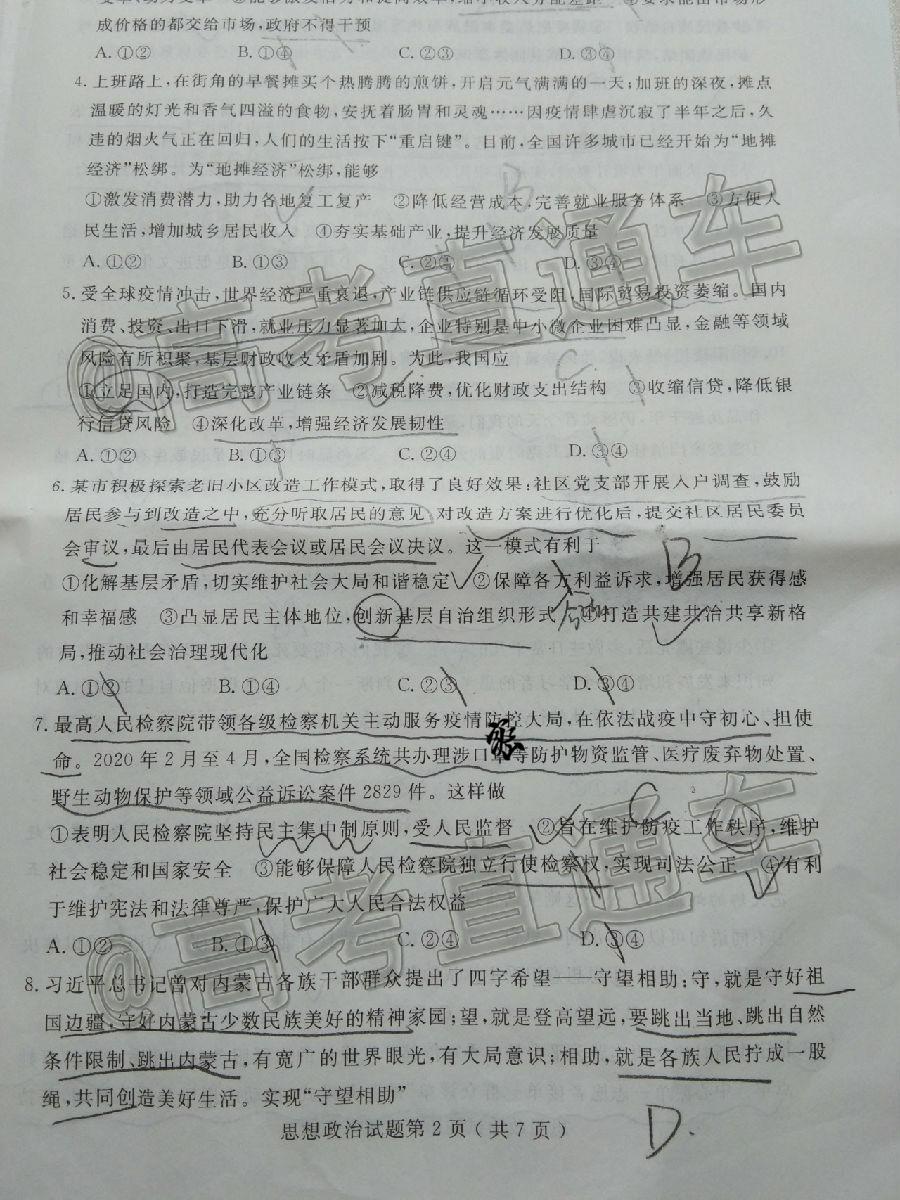 成价格的都交给市场,政府不得干预
A.①② B.①④ C.②③ D.③④
4.上班路上,在街角的早餐摊买个热腾腾的煎饼,开启元气满满的一天;加班的深夜,摊点
温暖的灯光和香气四溢的食物,安抚着肠胃和灵魂……因疫情肆虐沉寂了半年之后,久
违的烟火气正在回归,人们的生活按下“重启键”。目前,全国许多城市已经开始为“地摊
经济”松绑。为“地摊经济”松绑,能够
①激发消费潜力,助力各地复工复产 ②降低经营成本,完善就业服务体系 ③方便人
民生活,增加城乡居民收入 ④夯实基础产业,提升经济发展质量
A.①② B.①③ C.②③ D.③④
B
5.受全球疫情冲击,世界经济严重衰退,产业链供应链循环受阻,国际贸易投资萎缩。国内
消费、投资、出口下滑,就业压力显著加大,企业特别是中小微企业困难凸显,金融等领域
风险有所积聚,基层财政收支矛盾加剧。为此,我国应
①立足国内,打造完整产业链条 ②减税降费,优化财政支出结构 ③收缩信贷,降低银
行信贷风险 ④深化改革,增强经济发展韧性
A.①② B.①③ C.②④ D.③④
C
6.某市积极探索老旧小区改造工作模式,取得了良好效果:社区党支部开展入户调查,鼓励
居民参与到改造之中,充分听取居民的意见,对改造方案进行优化后,提交社区居民委员
会审议,最后由居民代表会议或居民会议决议。这一模式有利于
B
①化解基层矛盾,切实维护社会大局和谐稳定 ②保障各方利益诉求,增强居民获得感
和幸福感 ③凸显居民主体地位,创新基层自治组织形式 ④打造共建共治共享新格
局,推动社会治理现代化
A.①② B.①④ C.②③ D.③④
7.最高人民检察院带领各级检察机关主动服务疫情防控大局,在依法战疫中守初心、担使
命。2020年2月至4月,全国检察系统共办理涉口罩等防护物资监管、医疗废弃物处置、
野生动物保护等领域公益诉讼案件2829件。这样做
C
①表明人民检察院坚持民主集中制原则,受人民监督 ②旨在维护防疫工作秩序,维护
社会稳定和国家安全 ③能够保障人民检察院独立行使检察权,实现司法公正 ④有利
于维护宪法和法律尊严,保护广大人民合法权益
A.①② B.①③ C.②④ D.③④
8.习近平总书记曾对内蒙古各族干部群众提出了四字希望——守望相助:守,就是守好祖
国边疆,守好内蒙古少数民族美好的精神家园;望,就是登高望远,要跳出当地、跳出自然
条件限制、跳出内蒙古,有宽广的世界眼光,有大局意识;相助,就是各族人民拧成一股
绳,共同创造美好生活。实现“守望相助”
D.
思想政治试题第2页(共7页)
@高考直通车
@高考直通车